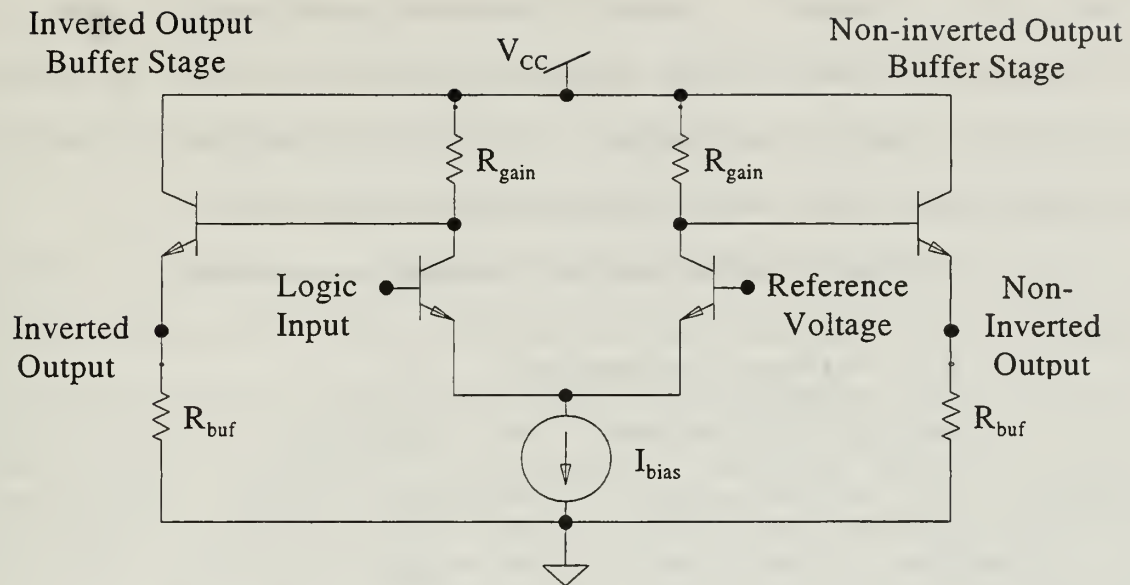 Inverted Output
Buffer Stage
V_CC
Non-inverted Output
Buffer Stage
R_gain
R_gain
Logic
Input
Reference
Voltage
Inverted
Output
Non-
Inverted
Output
R_buf
I_bias
R_buf